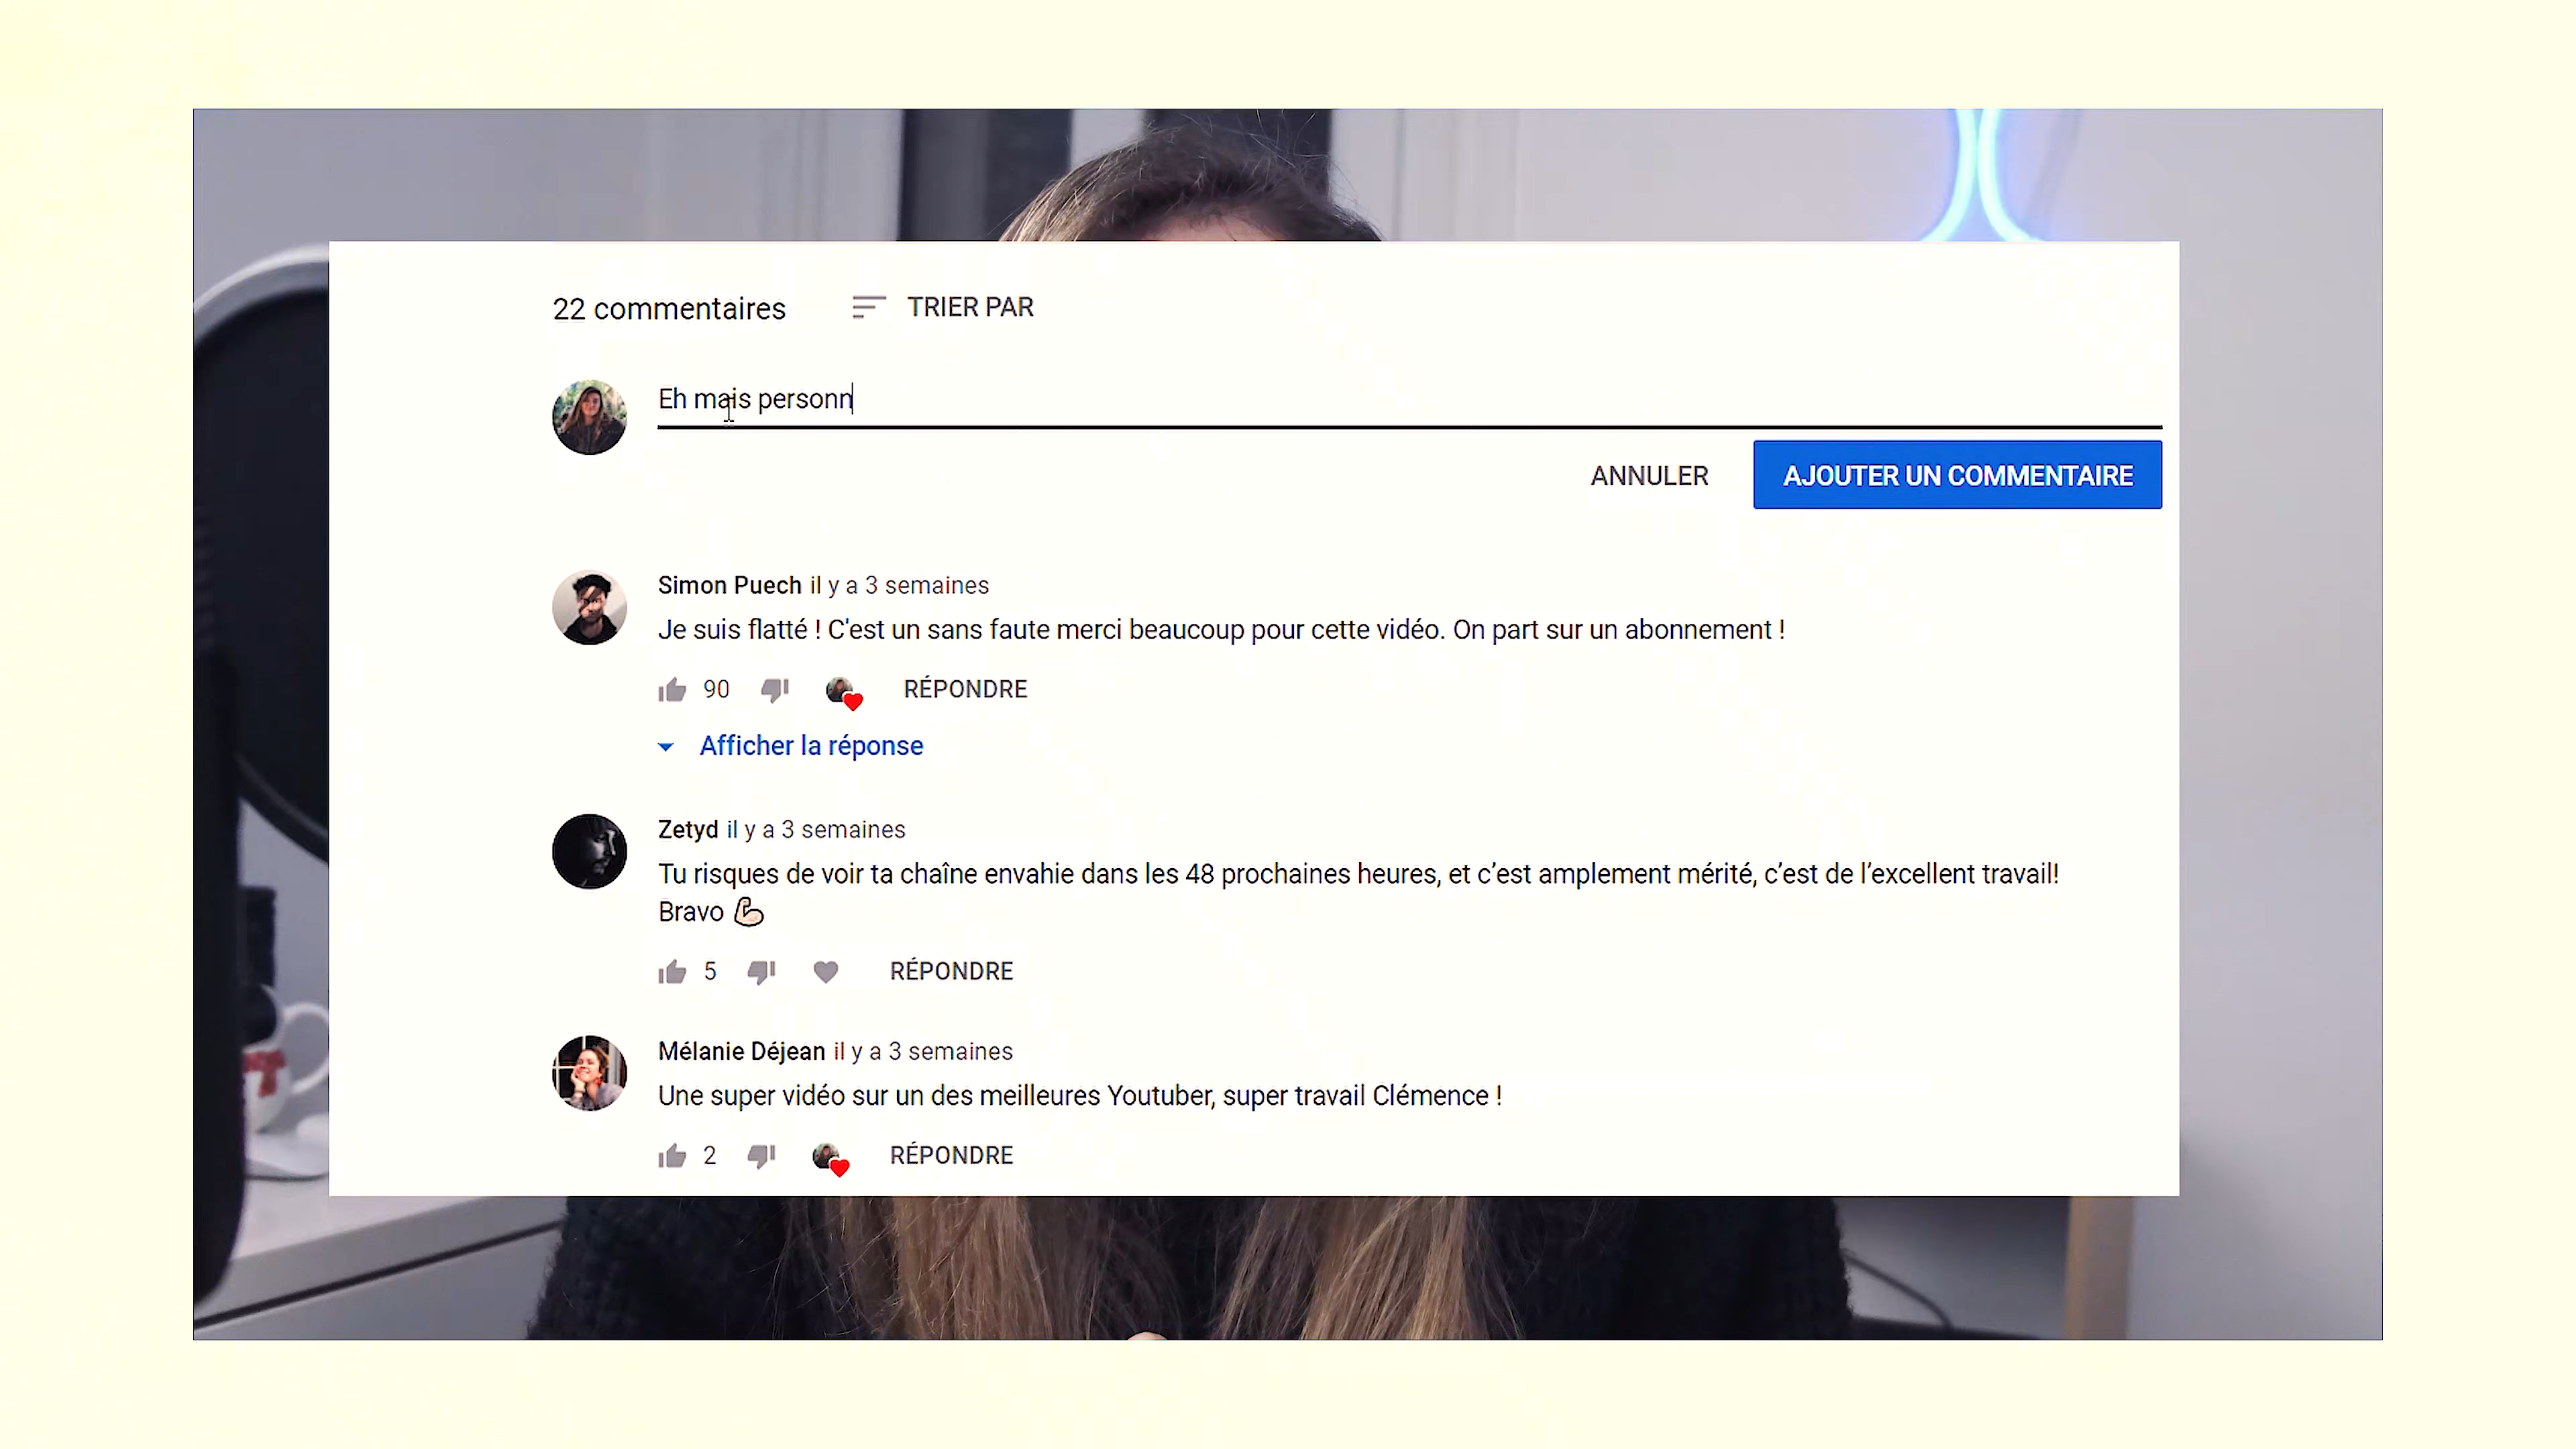 22 commentaires TRIER PAR
Eh mais personn
ANNULER AJOUTER UN COMMENTAIRE
Simon Puech il y a 3 semaines
Je suis flatté ! C'est un sans faute merci beaucoup pour cette vidéo. On part sur un abonnement !
90 RÉPONDRE
Afficher la réponse
Zetyd il y a 3 semaines
Tu risques de voir ta chaîne envahie dans les 48 prochaines heures, et c’est amplement mérité, c’est de l’excellent travail!
Bravo 💪🏻
5 RÉPONDRE
Mélanie Déjean il y a 3 semaines
Une super vidéo sur un des meilleures Youtuber, super travail Clémence !
2 RÉPONDRE